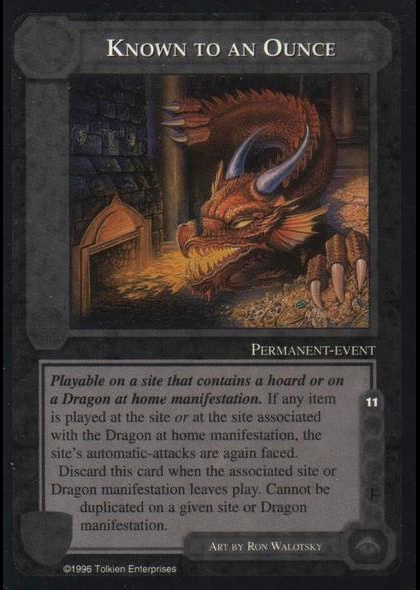 KNOWN TO AN OUNCE
PERMANENT-EVENT
Playable on a site that contains a hoard or on
a Dragon at home manifestation. If any item
is played at the site or at the site associated
with the Dragon at home manifestation, the
site's automatic-attacks are again faced.
Discard this card when the associated site or
Dragon manifestation leaves play. Cannot be
duplicated on a given site or Dragon
manifestation.
11
ART BY RON WALOTSKY
©1996 Tolkien Enterprises